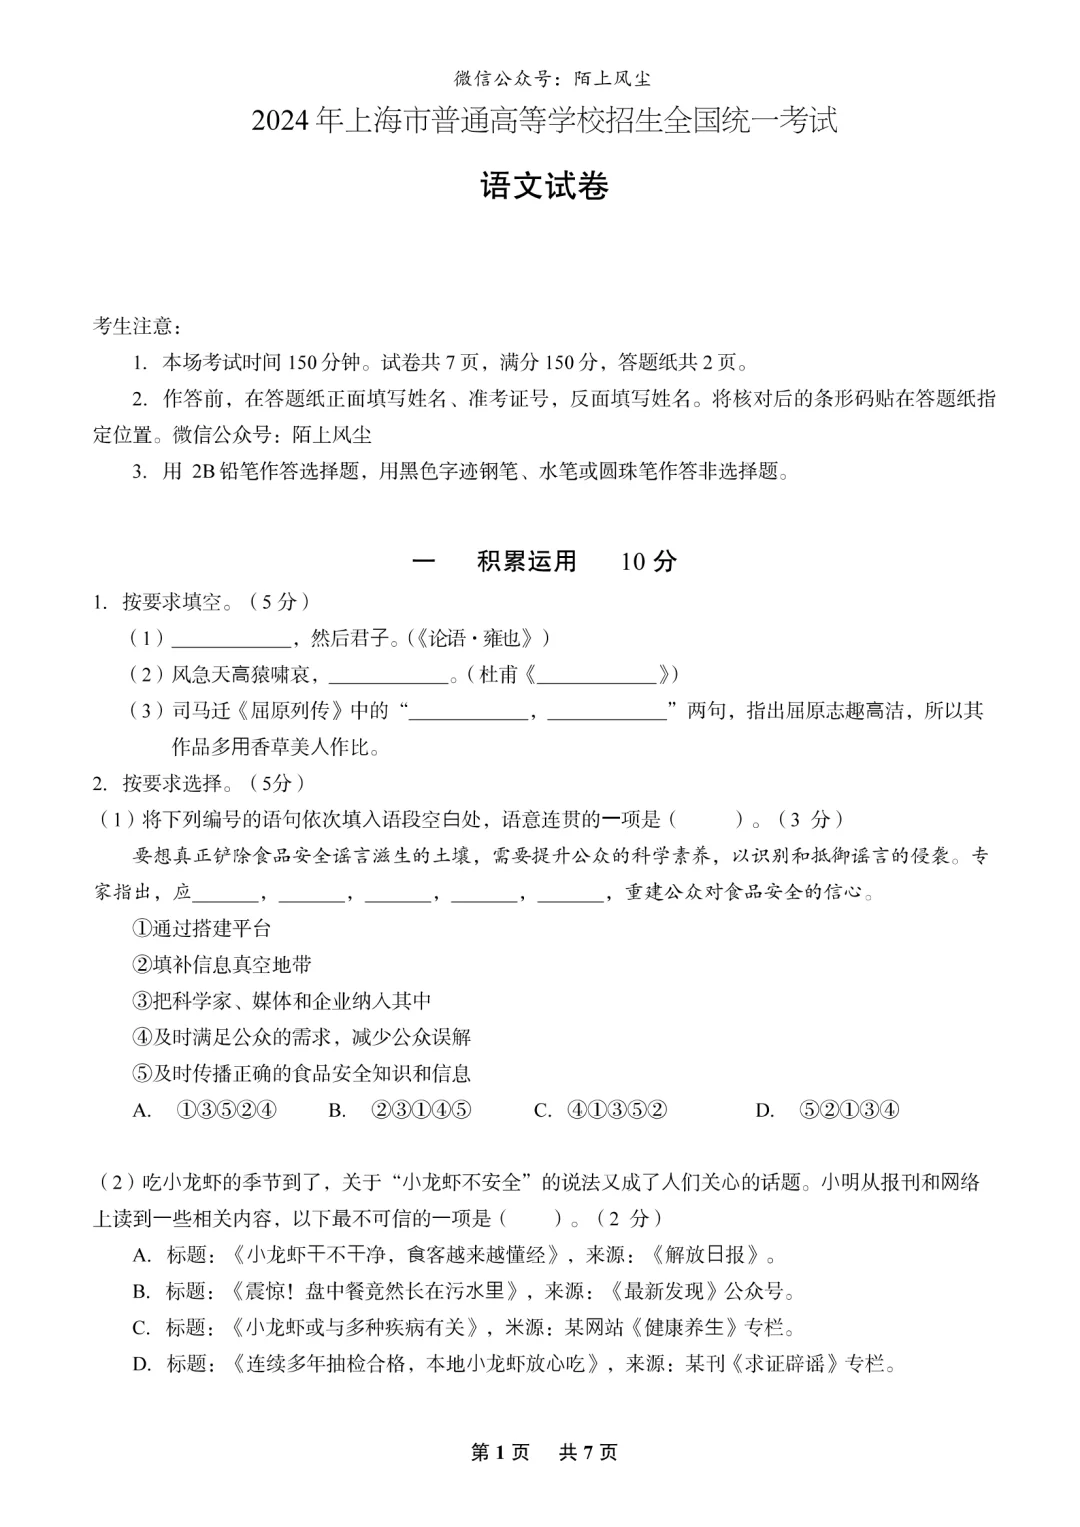 微信公众号：陌上风尘
2024 年上海市普通高等学校招生全国统一考试
语文试卷
考生注意：
1. 本场考试时间 150 分钟。试卷共 7 页，满分 150 分，答题纸共 2 页。
2. 作答前，在答题纸正面填写姓名、准考证号，反面填写姓名。将核对后的条形码贴在答题纸指
定位置。微信公众号：陌上风尘
3. 用 2B 铅笔作答选择题，用黑色字迹钢笔、水笔或圆珠笔作答非选择题。
一 积累运用 10 分
1. 按要求填空。（5 分）
（1）____________，然后君子。（《论语·雍也》）
（2）风急天高猿啸哀，____________。（杜甫《____________》）
（3）司马迁《屈原列传》中的“____________，____________”两句，指出屈原志趣高洁，所以其
作品多用香草美人作比。
2. 按要求选择。（5分）
（1）将下列编号的语句依次填入语段空白处，语意连贯的一项是（ ）。（3 分）
要想真正铲除食品安全谣言滋生的土壤，需要提升公众的科学素养，以识别和抵御谣言的侵袭。专
家指出，应_______，_______，_______，_______，_______，重建公众对食品安全的信心。
①通过搭建平台
②填补信息真空地带
③把科学家、媒体和企业纳入其中
④及时满足公众的需求，减少公众误解
⑤及时传播正确的食品安全知识和信息
A. ①③⑤②④ B. ②③①④⑤ C. ④①③⑤② D. ⑤②①③④
（2）吃小龙虾的季节到了，关于“小龙虾不安全”的说法又成了人们关心的话题。小明从报刊和网络
上读到一些相关内容，以下最不可信的一项是（ ）。（2 分）
A. 标题：《小龙虾干不干净，食客越来越懂经》，来源：《解放日报》。
B. 标题：《震惊！盘中餐竟然长在污水里》，来源：《最新发现》公众号。
C. 标题：《小龙虾或与多种疾病有关》，米源：某网站《健康养生》专栏。
D. 标题：《连续多年抽检合格，本地小龙虾放心吃》，来源：某刊《求证辟谣》专栏。
第 1 页 共 7 页